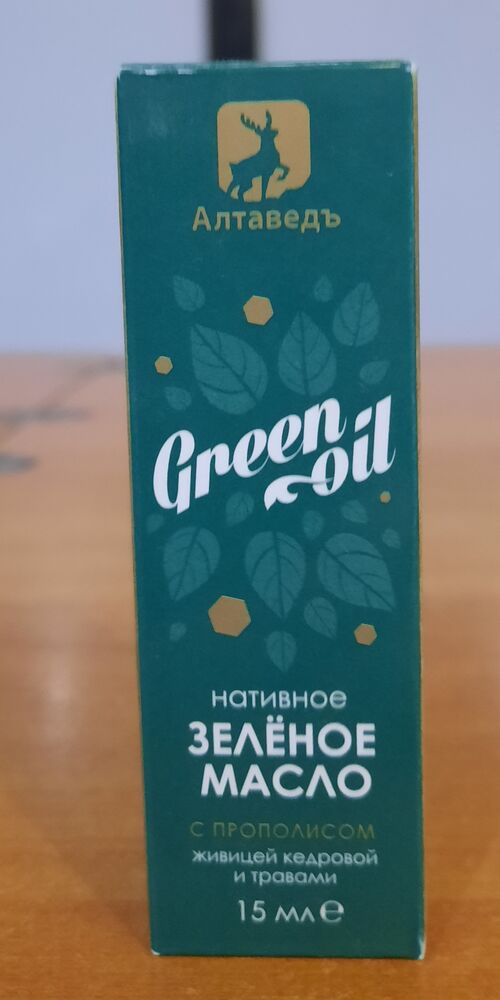 Алтаведъ
Green
oil
нативное
ЗЕЛЁНОЕ
МАСЛО
С ПРОПОЛИСОМ
живицей кедровой
и травами
15 мл ℮